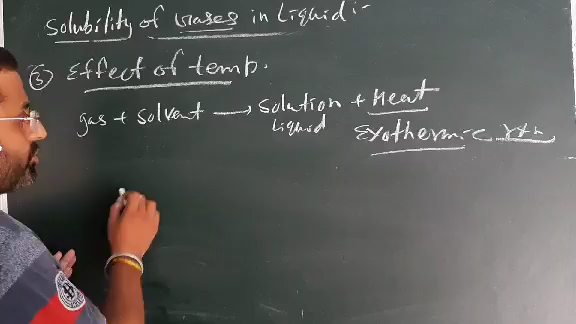 Solubility of Gases in Liquid :-
(3) Effect of temp.
gas + solvent → solution + Heat
Liquid
Exothermic rxn